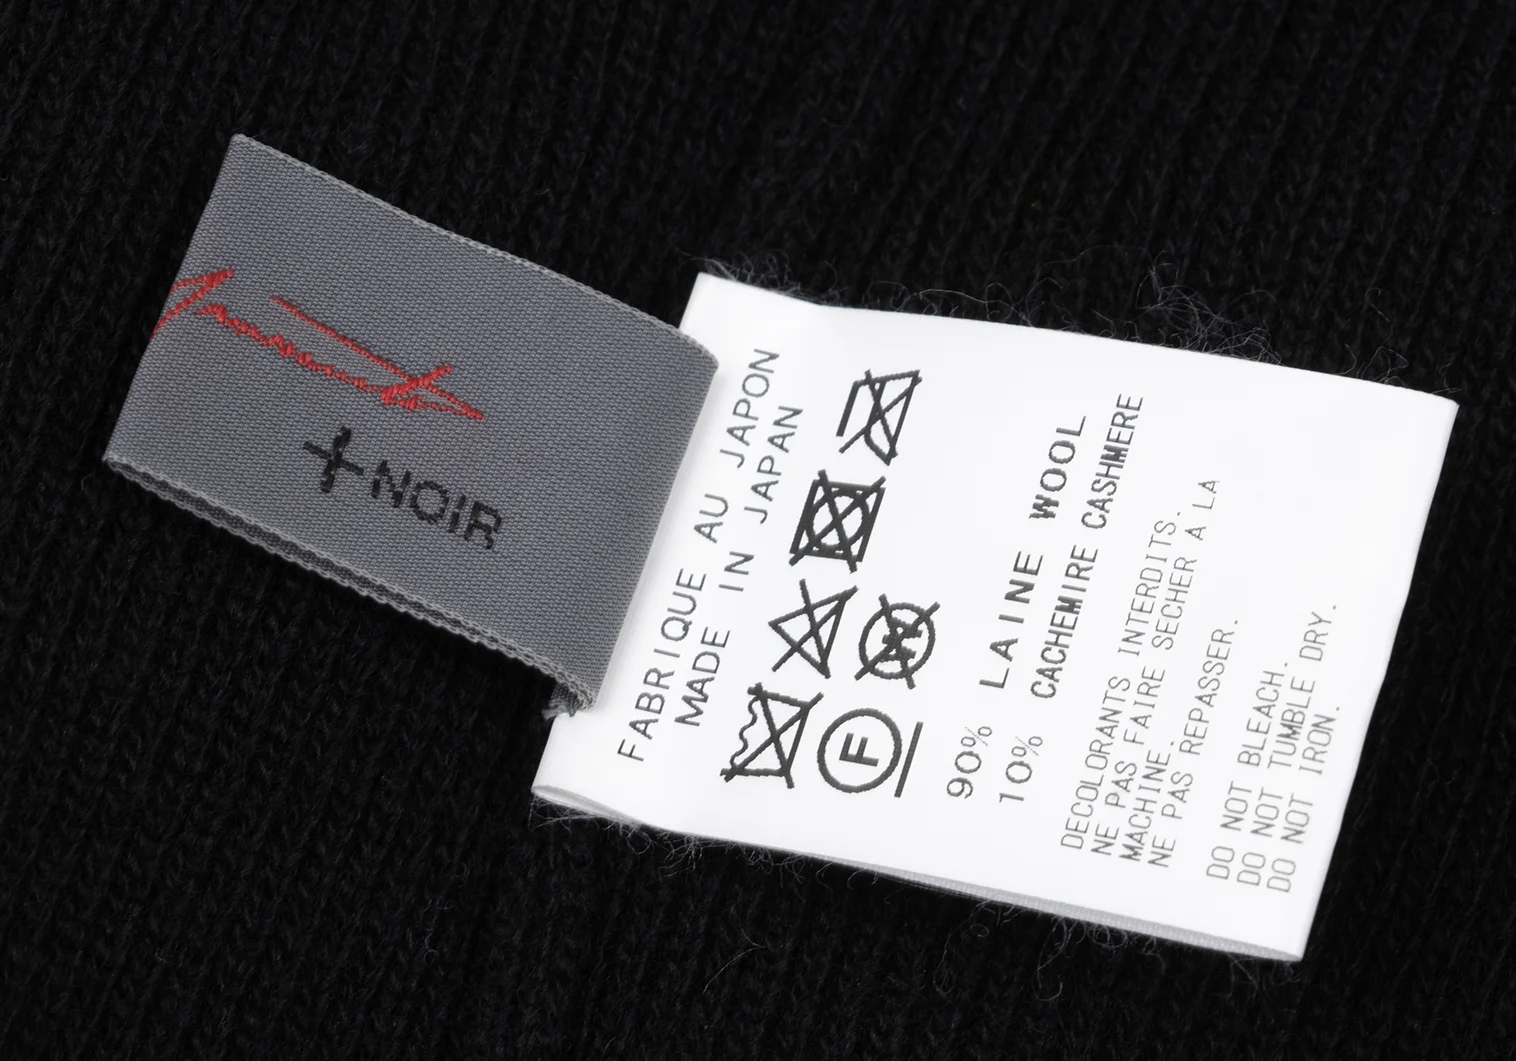 +NOIR
FABRIQUE AU JAPON
MADE IN JAPAN
F
W
90% LAINE WOOL
10% CACHEMIRE CASHMERE
DECOLORANTS INTERDITS.
NE PAS FAIRE SECHER A LA
MACHINE.
NE PAS REPASSER.
DO NOT BLEACH.
DO NOT TUMBLE DRY.
DO NOT IRON.